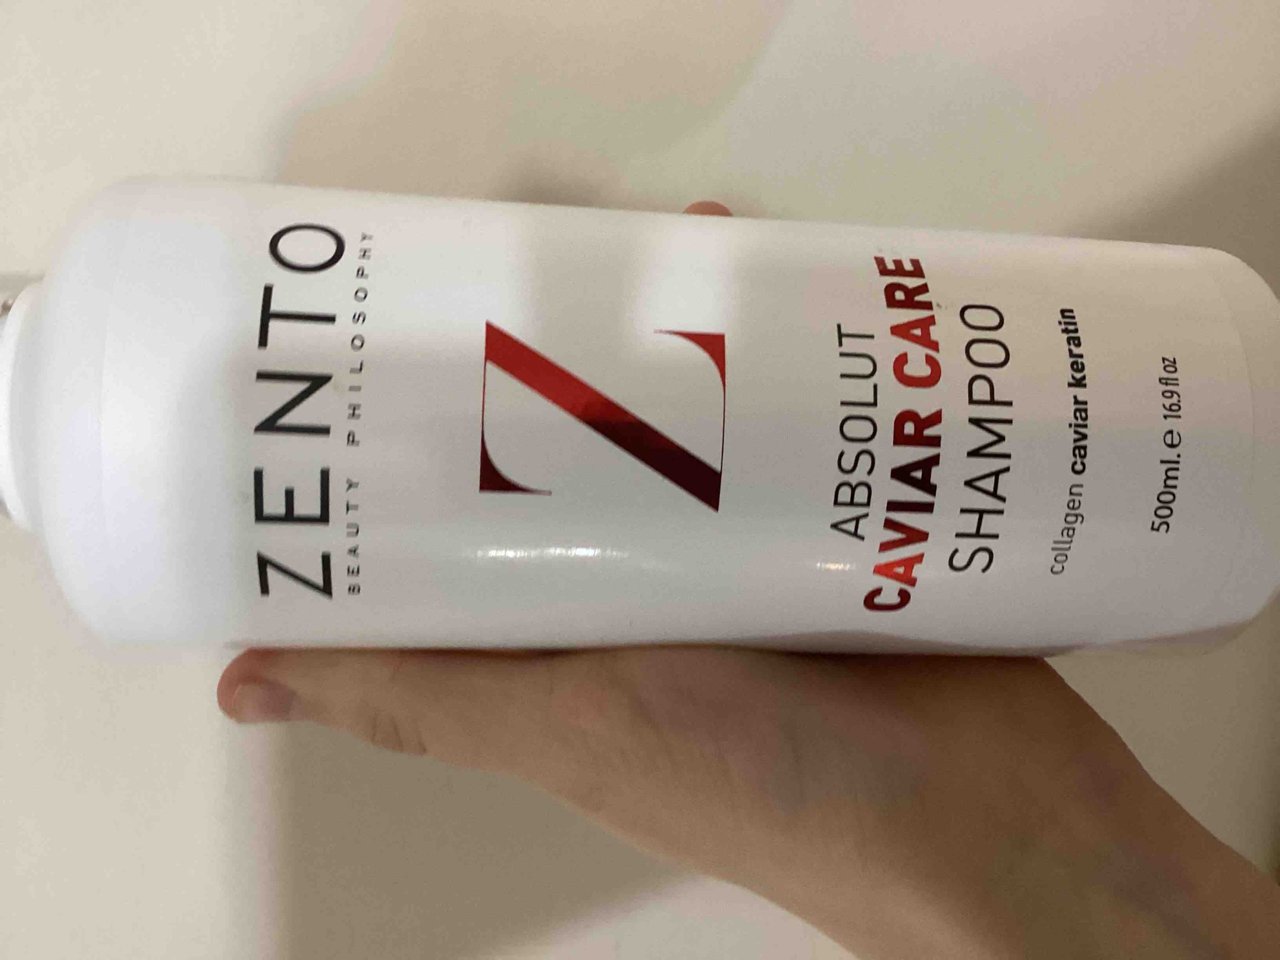 ZENTO
BEAUTY PHILOSOPHY
Z
ABSOLUT
CAVIAR CARE
SHAMPOO
collagen caviar keratin
500ml. e 16.9 fl oz